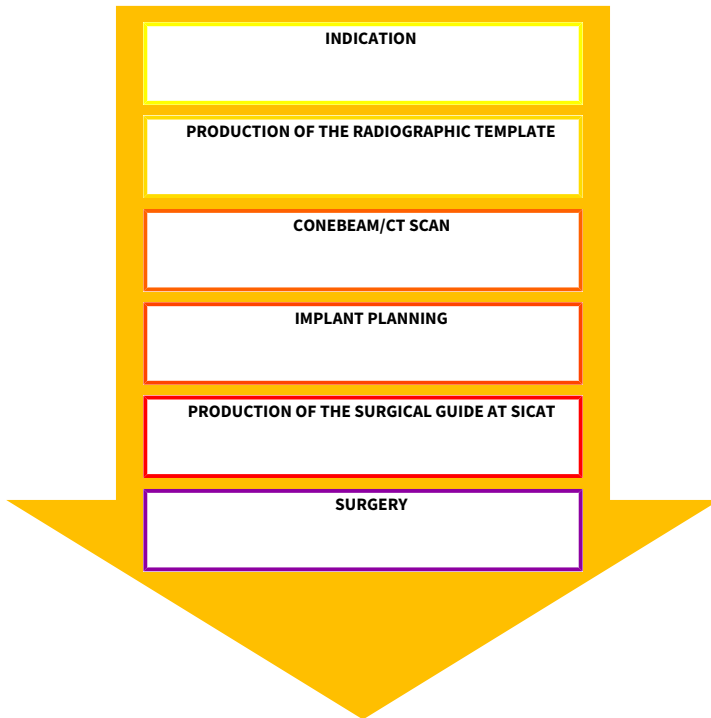 INDICATION
PRODUCTION OF THE RADIOGRAPHIC TEMPLATE
CONEBEAM/CT SCAN
IMPLANT PLANNING
PRODUCTION OF THE SURGICAL GUIDE AT SICAT
SURGERY